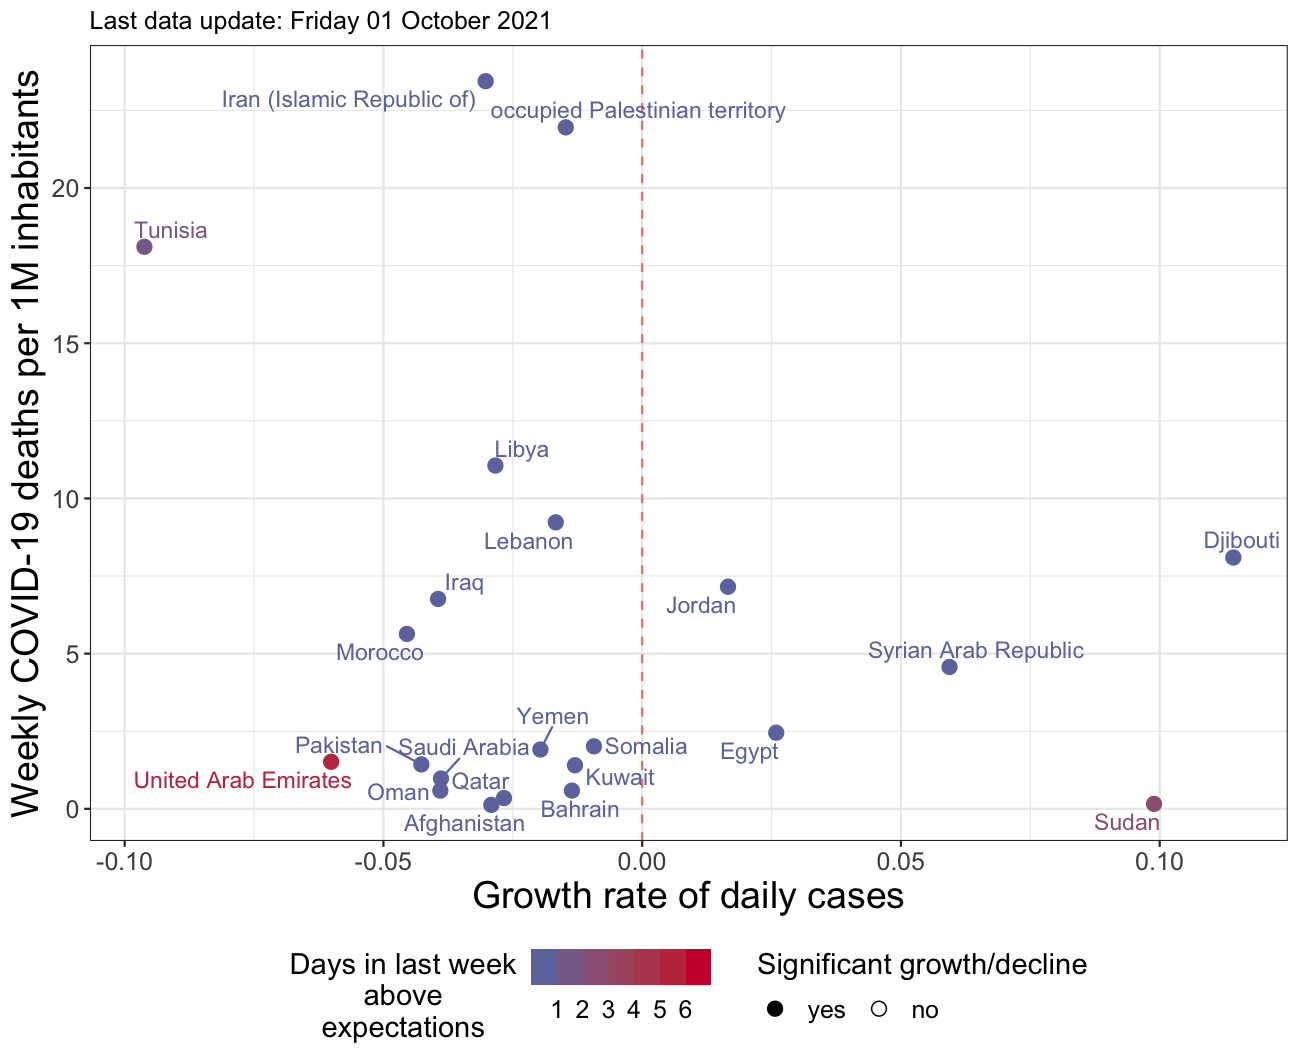 Last data update: Friday 01 October 2021
Weekly COVID-19 deaths per 1M inhabitants
20
15
10
5
0
Iran (Islamic Republic of)
occupied Palestinian territory
Tunisia
Libya
Lebanon
Djibouti
Iraq
Jordan
Morocco
Syrian Arab Republic
Yemen
Pakistan
Saudi Arabia
Somalia
Egypt
United Arab Emirates
Qatar
Kuwait
Oman
Bahrain
Afghanistan
Sudan
-0.10 -0.05 0.00 0.05 0.10
Growth rate of daily cases
Days in last week
above
expectations
1 2 3 4 5 6
Significant growth/decline
yes no